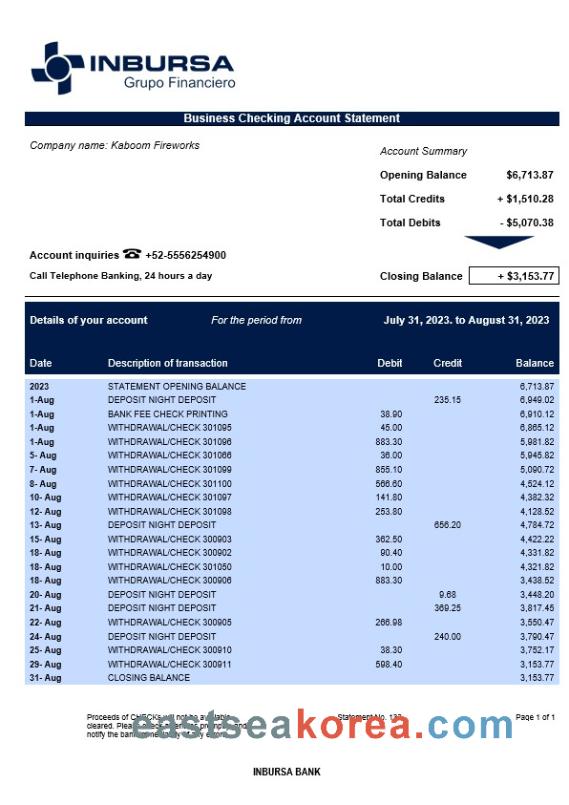 INBURSA
Grupo Financiero
Business Checking Account Statement
Company name: Kaboom Fireworks
Account Summary
Opening Balance $6,713.87
Total Credits + $1,510.28
Total Debits - $5,070.38
Account inquiries ☎ +52-5556254900
Call Telephone Banking, 24 hours a day
Closing Balance + $3,153.77
Details of your account For the period from July 31, 2023. to August 31, 2023
Date Description of transaction Debit Credit Balance
2023 STATEMENT OPENING BALANCE 6,713.87
1-Aug DEPOSIT NIGHT DEPOSIT 235.15 6,949.02
1-Aug BANK FEE CHECK PRINTING 38.90 6,910.12
1-Aug WITHDRAWAL/CHECK 301095 45.00 6,865.12
1-Aug WITHDRAWAL/CHECK 301096 883.30 5,981.82
5- Aug WITHDRAWAL/CHECK 301066 36.00 5,945.82
7- Aug WITHDRAWAL/CHECK 301099 855.10 5,090.72
8- Aug WITHDRAWAL/CHECK 301100 566.60 4,524.12
10- Aug WITHDRAWAL/CHECK 301097 141.80 4,382.32
12- Aug WITHDRAWAL/CHECK 301098 253.80 4,128.52
13- Aug DEPOSIT NIGHT DEPOSIT 656.20 4,784.72
15- Aug WITHDRAWAL/CHECK 300903 362.50 4,422.22
18- Aug WITHDRAWAL/CHECK 300902 90.40 4,331.82
18- Aug WITHDRAWAL/CHECK 301050 10.00 4,321.82
18- Aug WITHDRAWAL/CHECK 300906 883.30 3,438.52
20- Aug DEPOSIT NIGHT DEPOSIT 9.68 3,448.20
21- Aug DEPOSIT NIGHT DEPOSIT 369.25 3,817.45
22- Aug WITHDRAWAL/CHECK 300905 266.98 3,550.47
24- Aug DEPOSIT NIGHT DEPOSIT 240.00 3,790.47
25- Aug WITHDRAWAL/CHECK 300910 38.30 3,752.17
29- Aug WITHDRAWAL/CHECK 300911 598.40 3,153.77
31- Aug CLOSING BALANCE 3,153.77
Proceeds of CHECKs will not be available Statement No. Page 1 of 1
cleared. Please
notify the bank of any
eastseakorea.com
INBURSA BANK